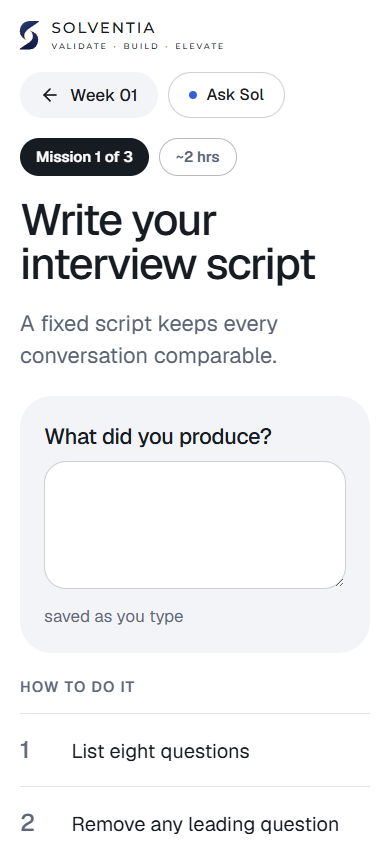 SOLVENTIA
VALIDATE · BUILD · ELEVATE
← Week 01
Ask Sol
Mission 1 of 3
~2 hrs
Write your
interview script
A fixed script keeps every
conversation comparable.
What did you produce?
saved as you type
HOW TO DO IT
1 List eight questions
2 Remove any leading question